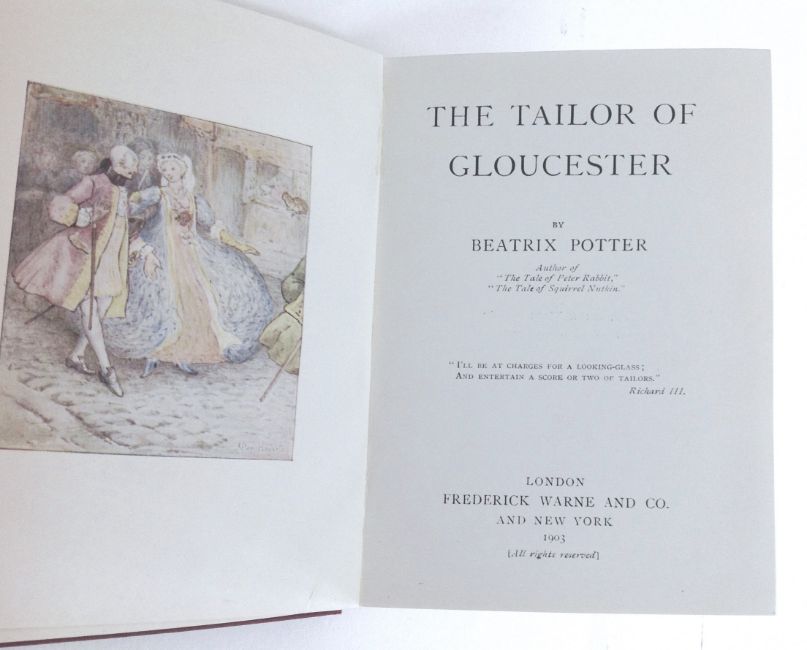 THE TAILOR OF
GLOUCESTER
BY
BEATRIX POTTER
Author of
"The Tale of Peter Rabbit,"
"The Tale of Squirrel Nutkin."
"I'LL BE AT CHARGES FOR A LOOKING-GLASS;
AND ENTERTAIN A SCORE OR TWO OF TAILORS."
Richard III.
LONDON
FREDERICK WARNE AND CO.
AND NEW YORK
1903
[All rights reserved]